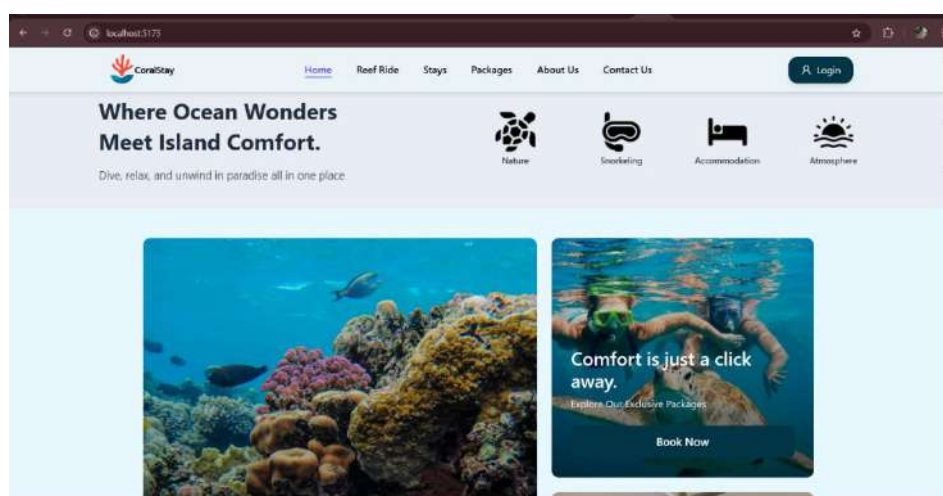 localhost:5173
CoralStay
Home Reef Ride Stays Packages About Us Contact Us
Login
Where Ocean Wonders
Meet Island Comfort.
Dive, relax, and unwind in paradise all in one place
Nature Snorkeling Accommodation Atmosphere
Comfort is just a click
away.
Explore Our Exclusive Packages
Book Now